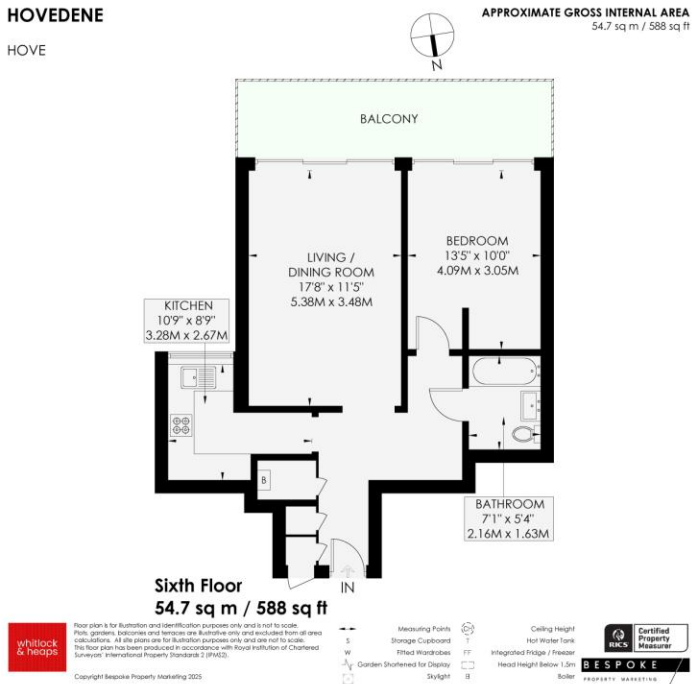 HOVEDENE
HOVE
APPROXIMATE GROSS INTERNAL AREA
54.7 sq m / 588 sq ft
N
BALCONY
LIVING /
DINING ROOM
17'8" x 11'5"
5.38M x 3.48M
BEDROOM
13'5" x 10'0"
4.09M x 3.05M
KITCHEN
10'9" x 8'9"
3.28M x 2.67M
B
BATHROOM
7'1" x 5'4"
2.16M x 1.63M
IN
Sixth Floor
54.7 sq m / 588 sq ft
whitlock
& heaps
Floor plan is for illustration and identification purposes only and is not to scale.
Plots, gardens, balconies and terraces are illustrative only and excluded from all area
calculations. All site plans are for illustration purposes only and are not to scale.
This floor plan has been produced in accordance with Royal Institution of Chartered
Surveyors' International Property Standards 2 (IPMS2).
Copyright Bespoke Property Marketing 2025
Measuring Points
S Storage Cupboard
W Fitted Wardrobes
Garden Shortened for Display
Skylight
CH Ceiling Height
T Hot Water Tank
FF Integrated Fridge / Freezer
Head Height Below 1.5m
B Boiler
RICS
Certified
Property
Measurer
BESPOKE
PROPERTY MARKETING